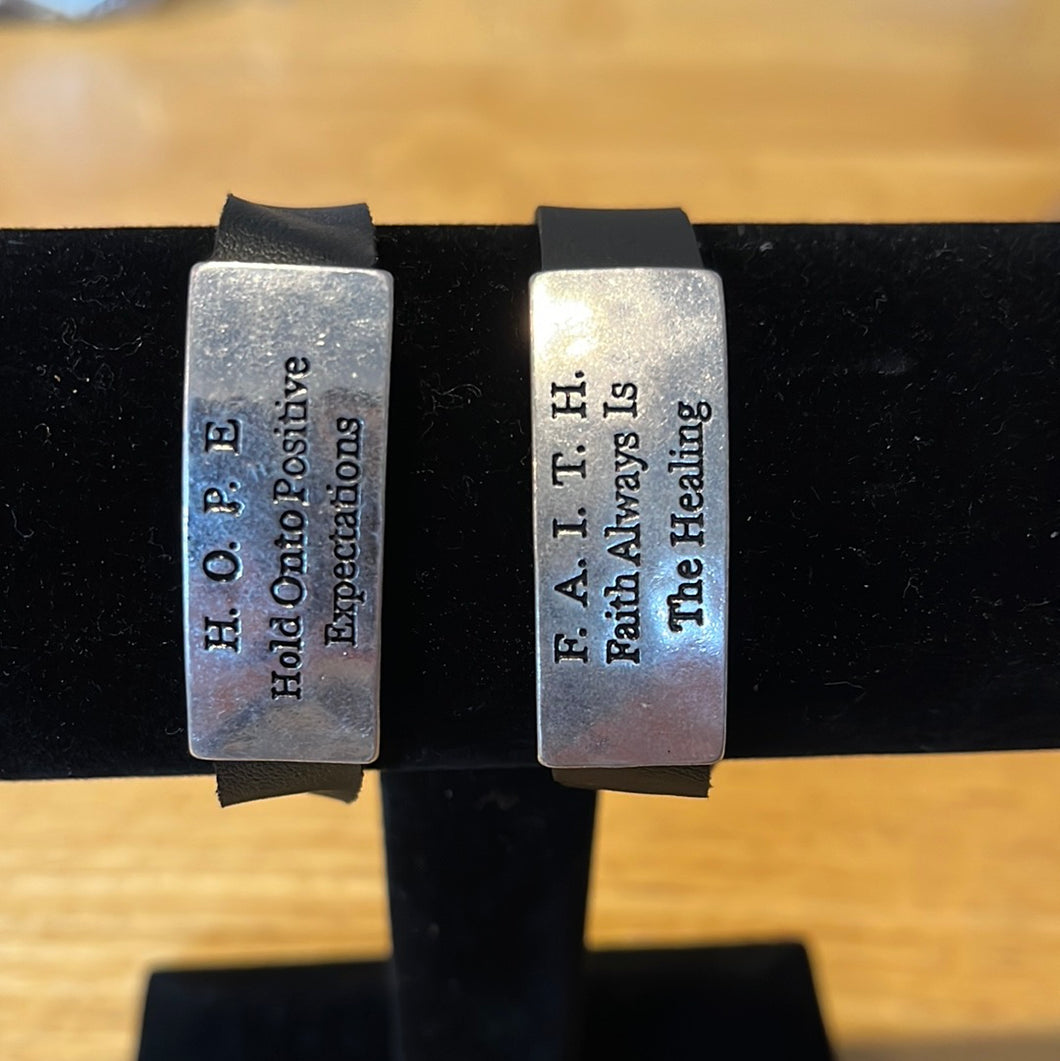 H. O. P. E
Hold Onto Positive
Expectations
F. A. I. T. H.
Faith Always Is
The Healing